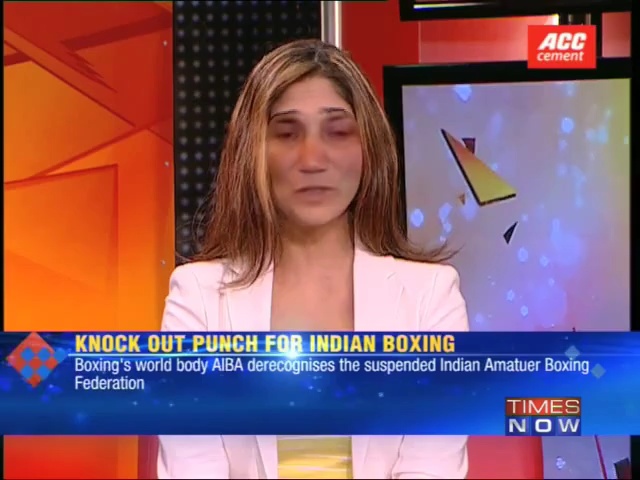 ACC
cement
KNOCK OUT PUNCH FOR INDIAN BOXING
Boxing's world body AIBA derecognises the suspended Indian Amatuer Boxing
Federation
TIMES
NOW